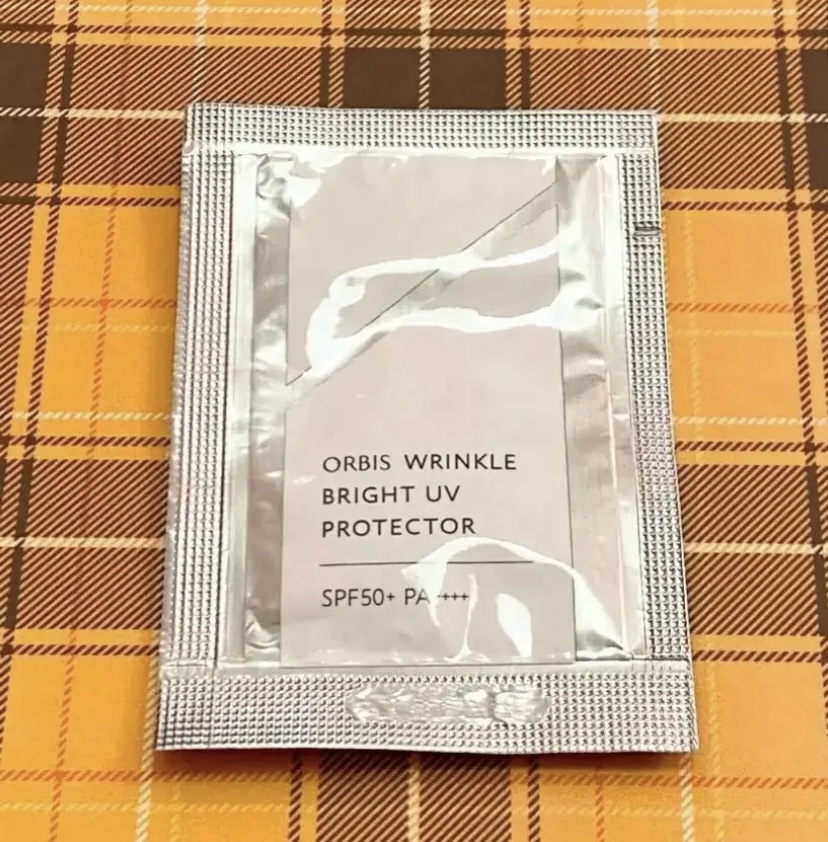 ORBIS WRINKLE
BRIGHT UV
PROTECTOR
SPF50+ PA++++